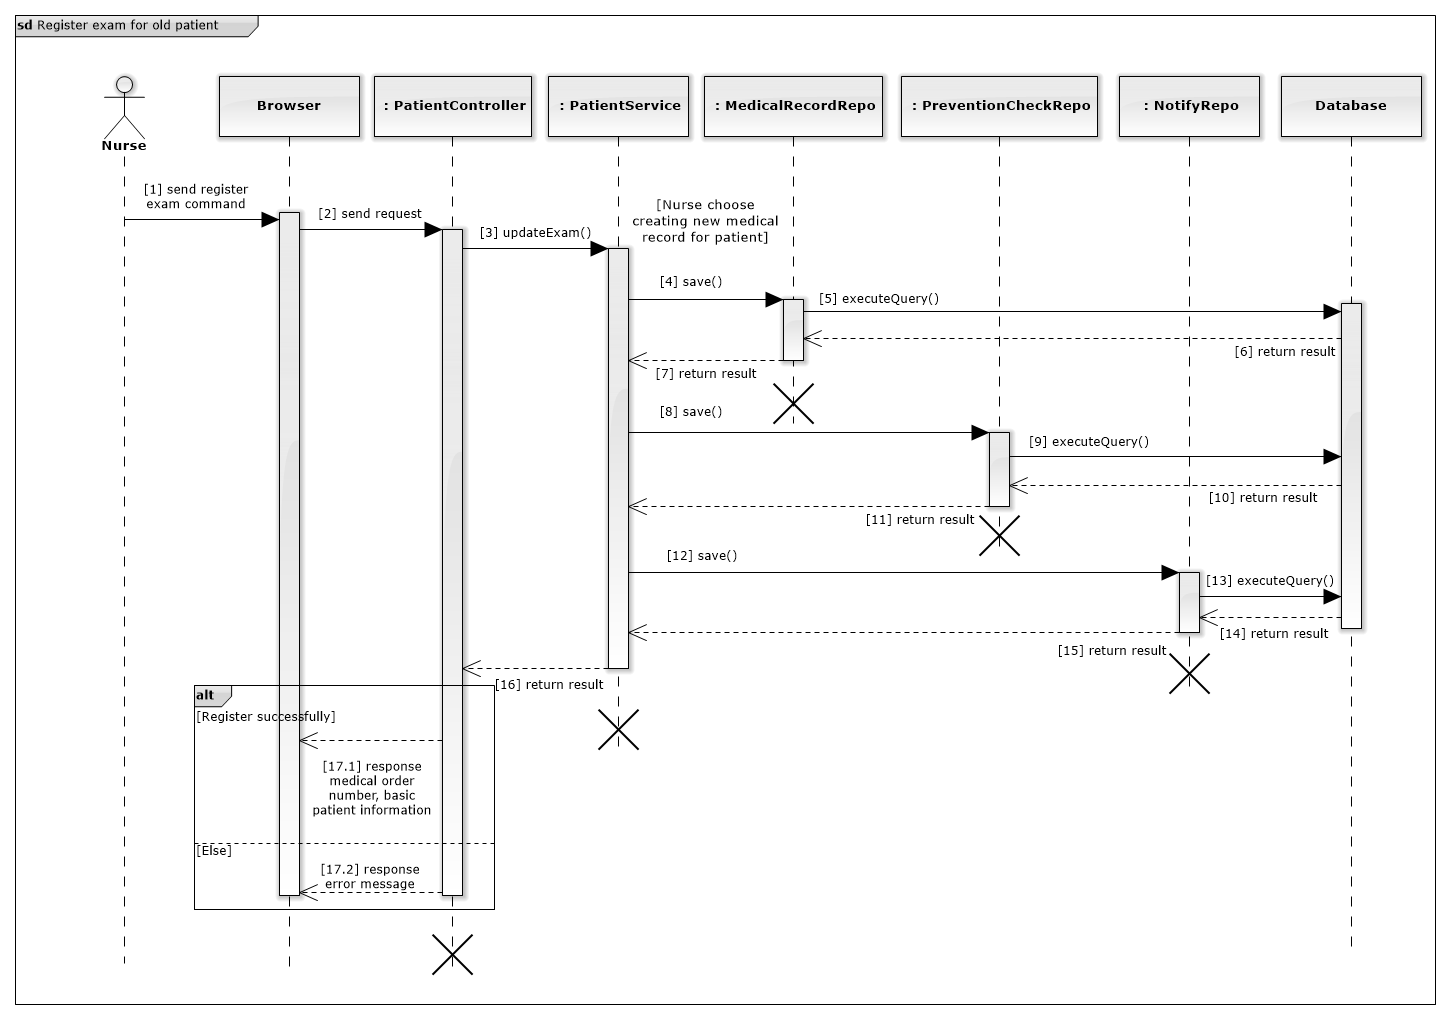 sd Register exam for old patient
Nurse
Browser
: PatientController
: PatientService
: MedicalRecordRepo
: PreventionCheckRepo
: NotifyRepo
Database
[1] send register
exam command
[2] send request
[3] updateExam()
[Nurse choose
creating new medical
record for patient]
[4] save()
[5] executeQuery()
[6] return result
[7] return result
[8] save()
[9] executeQuery()
[10] return result
[11] return result
[12] save()
[13] executeQuery()
[14] return result
[15] return result
[16] return result
alt
[Register successfully]
[17.1] response
medical order
number, basic
patient information
[Else]
[17.2] response
error message